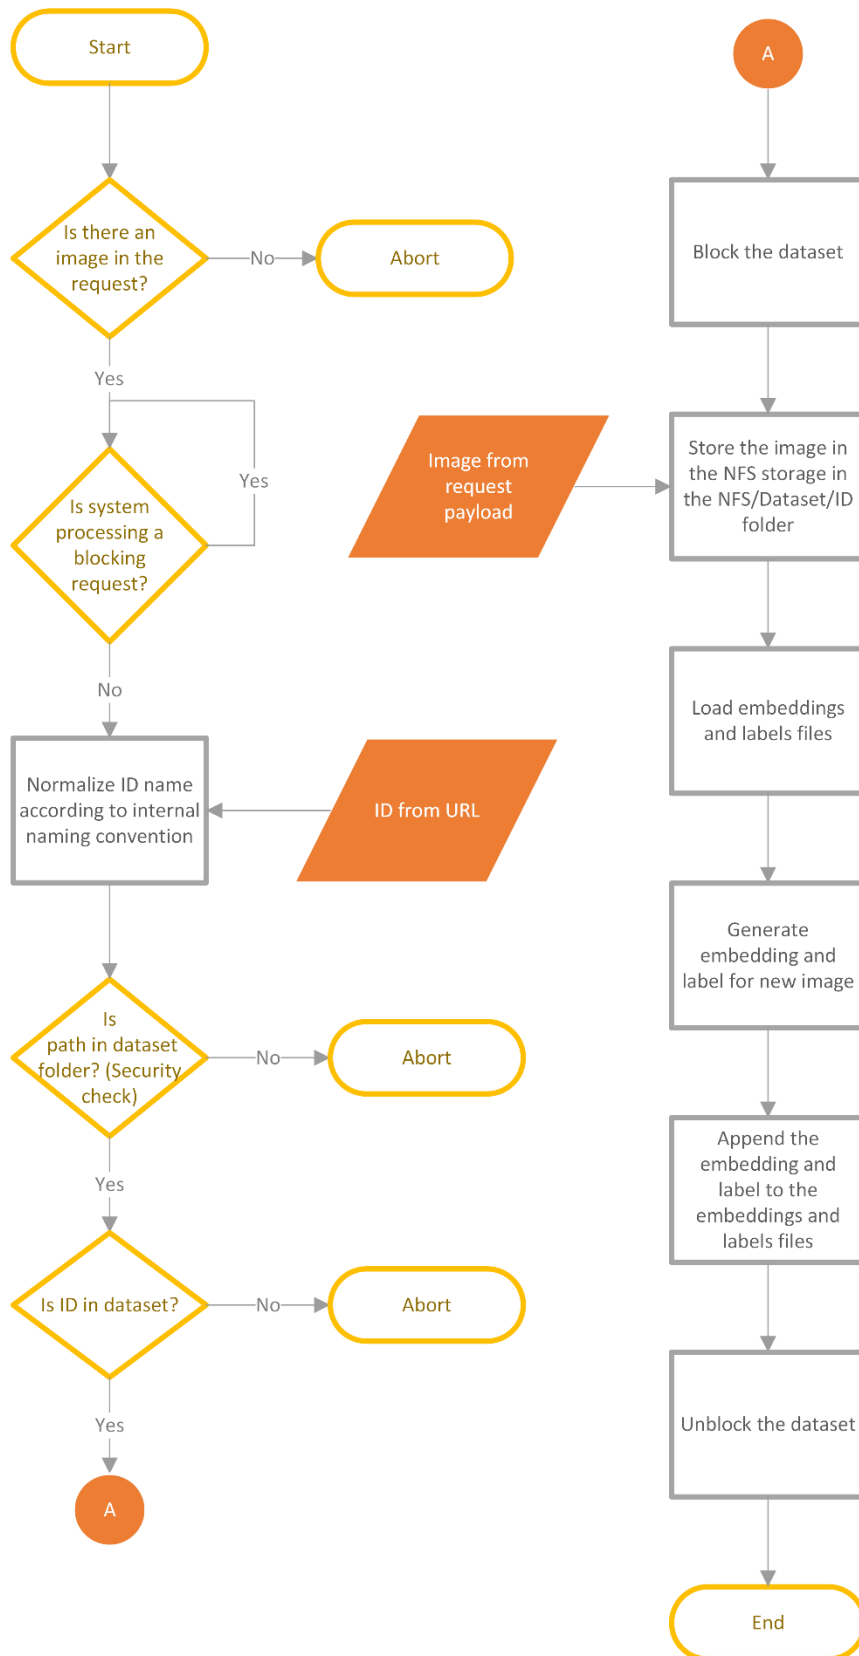 Start
Is there an
image in the
request?
No
Abort
Yes
Yes
Is system
processing a
blocking
request?
No
Normalize ID name
according to internal
naming convention
ID from URL
Is
path in dataset
folder? (Security
check)
No
Abort
Yes
Is ID in dataset?
No
Abort
Yes
A
A
Block the dataset
Image from
request
payload
Store the image in
the NFS storage in
the NFS/Dataset/ID
folder
Load embeddings
and labels files
Generate
embedding and
label for new image
Append the
embedding and
label to the
embeddings and
labels files
Unblock the dataset
End